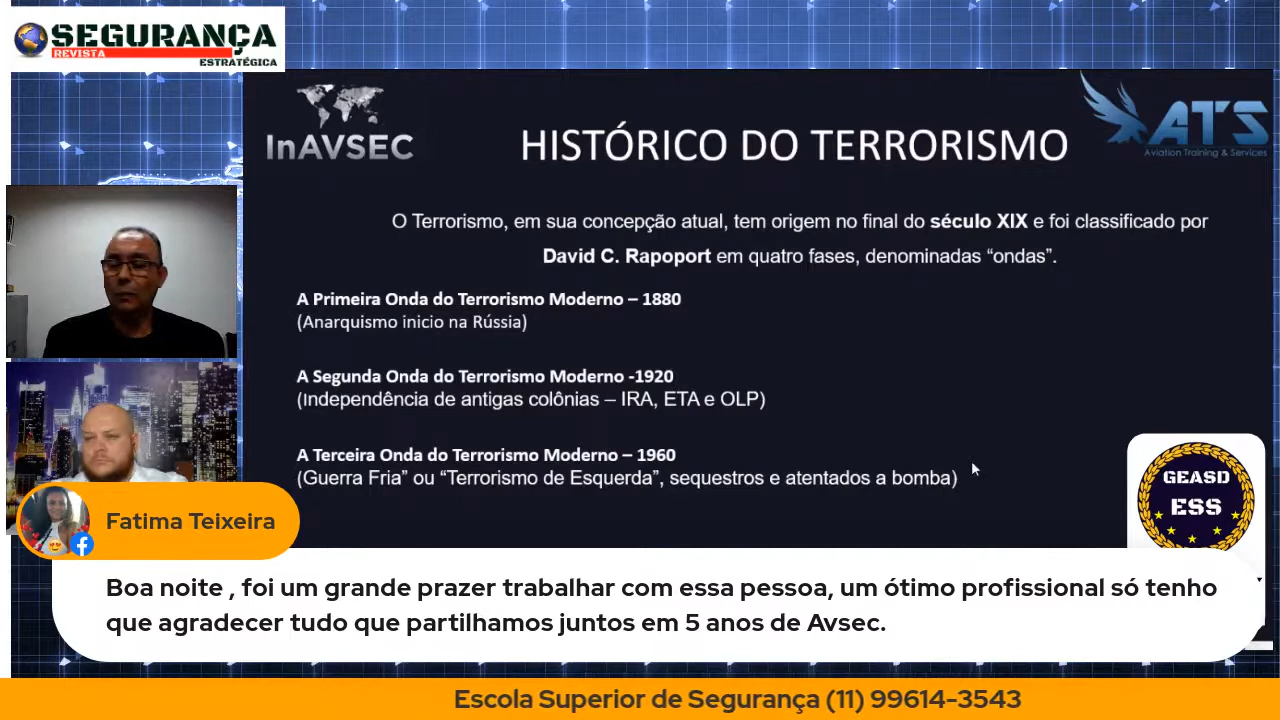 SEGURANÇA
REVISTA
ESTRATÉGICA
InAVSEC
HISTÓRICO DO TERRORISMO
ATS
Aviation Training & Services
O Terrorismo, em sua concepção atual, tem origem no final do século XIX e foi classificado por
David C. Rapoport em quatro fases, denominadas “ondas”.
A Primeira Onda do Terrorismo Moderno – 1880
(Anarquismo inicio na Rússia)
A Segunda Onda do Terrorismo Moderno -1920
(Independência de antigas colônias – IRA, ETA e OLP)
A Terceira Onda do Terrorismo Moderno – 1960
(Guerra Fria” ou “Terrorismo de Esquerda”, sequestros e atentados a bomba)
GEASD
ESS
Fatima Teixeira
Boa noite , foi um grande prazer trabalhar com essa pessoa, um ótimo profissional só tenho
que agradecer tudo que partilhamos juntos em 5 anos de Avsec.
Escola Superior de Segurança (11) 99614-3543